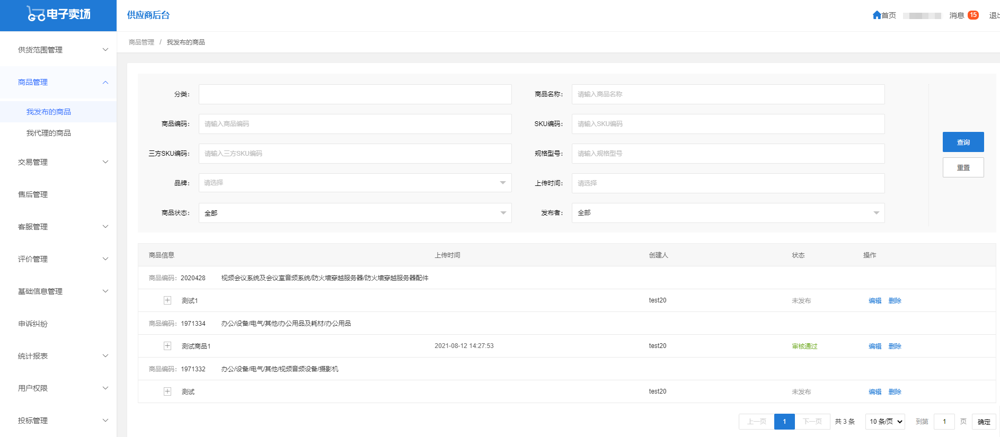 GC电子卖场
供应商后台
首页 消息 15
商品管理 / 我发布的商品
供货范围管理
商品管理
我发布的商品
我代理的商品
交易管理
售后管理
客服管理
评价管理
基础信息管理
申诉纠纷
统计报表
用户权限
投标管理
分类：
商品名称： 请输入商品名称
商品编码： 请输入商品编码
SKU编码： 请输入SKU编码
三方SKU编码： 请输入三方SKU编码
规格型号： 请输入规格型号
品牌： 请选择
上传时间： 请选择
商品状态： 全部
发布者： 全部
查询
重置
商品信息 上传时间 创建人 状态 操作
商品编码：2020428 视频会议系统及会议室音频系统/防火墙穿越服务器/防火墙穿越服务器配件
测试1 test20 未发布 编辑 删除
商品编码：1971334 办公/设备/电气/其他/办公用品及耗材/办公用品
测试商品1 2021-08-12 14:27:53 test20 审核通过 编辑 删除
商品编码：1971332 办公/设备/电气/其他/视频音频设备/摄影机
测试 test20 未发布 编辑 删除
上一页 1 下一页 共 3 条 10 条/页 到第 1 页 确定